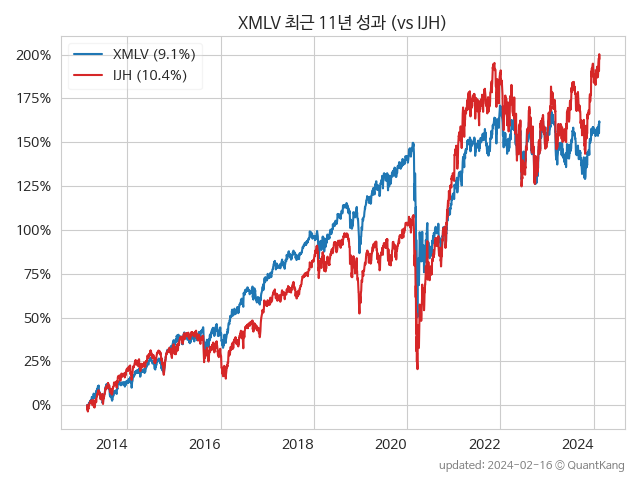 XMLV 최근 11년 성과 (vs IJH)
XMLV (9.1%)
IJH (10.4%)
200%
175%
150%
125%
100%
75%
50%
25%
0%
2014 2016 2018 2020 2022 2024
updated: 2024-02-16 © QuantKang